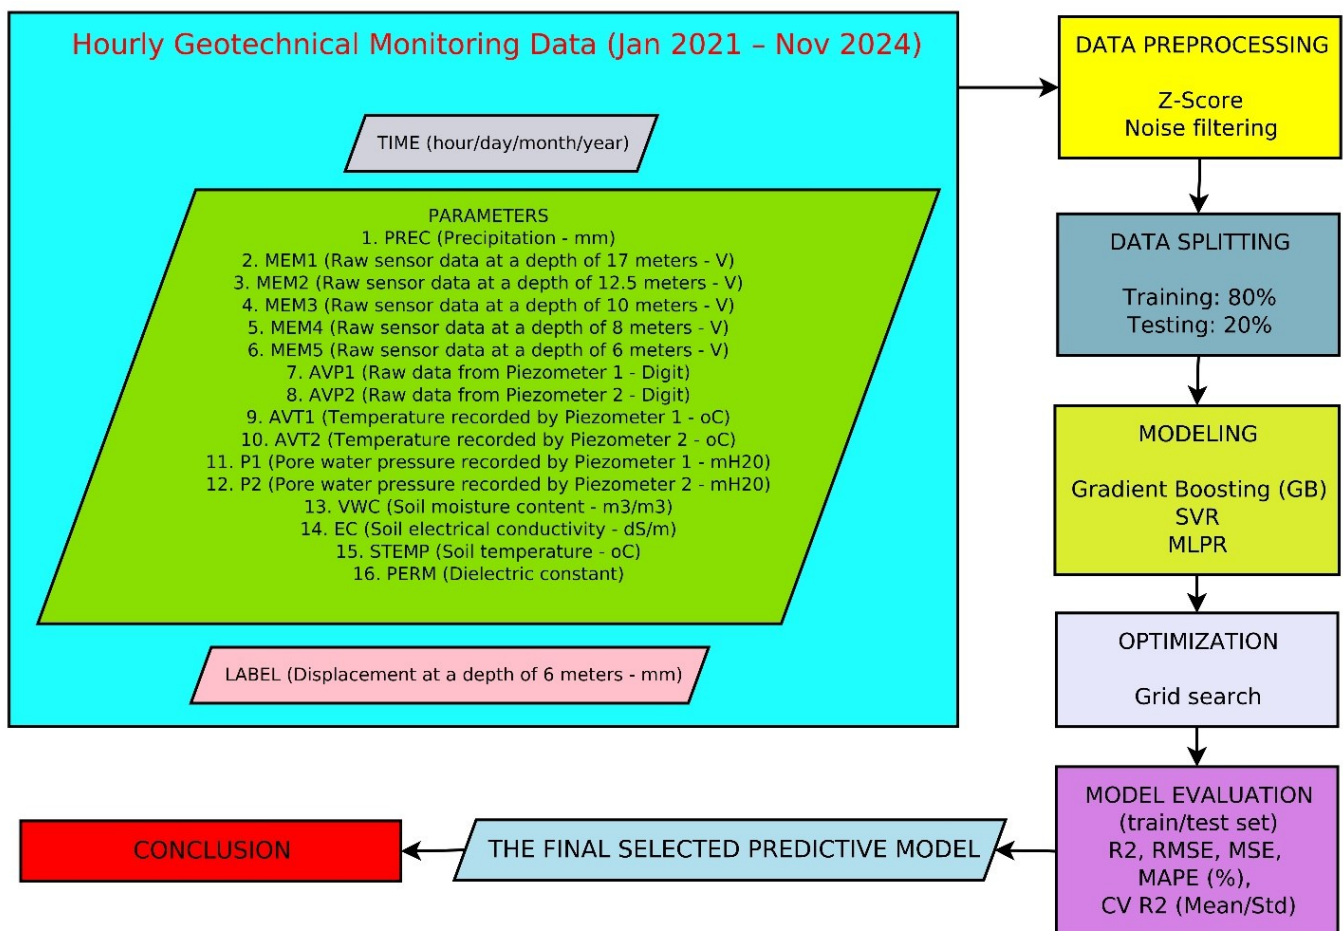 Hourly Geotechnical Monitoring Data (Jan 2021 – Nov 2024)
TIME (hour/day/month/year)
PARAMETERS
1. PREC (Precipitation - mm)
2. MEM1 (Raw sensor data at a depth of 17 meters - V)
3. MEM2 (Raw sensor data at a depth of 12.5 meters - V)
4. MEM3 (Raw sensor data at a depth of 10 meters - V)
5. MEM4 (Raw sensor data at a depth of 8 meters - V)
6. MEM5 (Raw sensor data at a depth of 6 meters - V)
7. AVP1 (Raw data from Piezometer 1 - Digit)
8. AVP2 (Raw data from Piezometer 2 - Digit)
9. AVT1 (Temperature recorded by Piezometer 1 - oC)
10. AVT2 (Temperature recorded by Piezometer 2 - oC)
11. P1 (Pore water pressure recorded by Piezometer 1 - mH20)
12. P2 (Pore water pressure recorded by Piezometer 2 - mH20)
13. VWC (Soil moisture content - m3/m3)
14. EC (Soil electrical conductivity - dS/m)
15. STEMP (Soil temperature - oC)
16. PERM (Dielectric constant)
LABEL (Displacement at a depth of 6 meters - mm)
DATA PREPROCESSING
Z-Score
Noise filtering
DATA SPLITTING
Training: 80%
Testing: 20%
MODELING
Gradient Boosting (GB)
SVR
MLPR
OPTIMIZATION
Grid search
MODEL EVALUATION
(train/test set)
R2, RMSE, MSE,
MAPE (%),
CV R2 (Mean/Std)
THE FINAL SELECTED PREDICTIVE MODEL
CONCLUSION